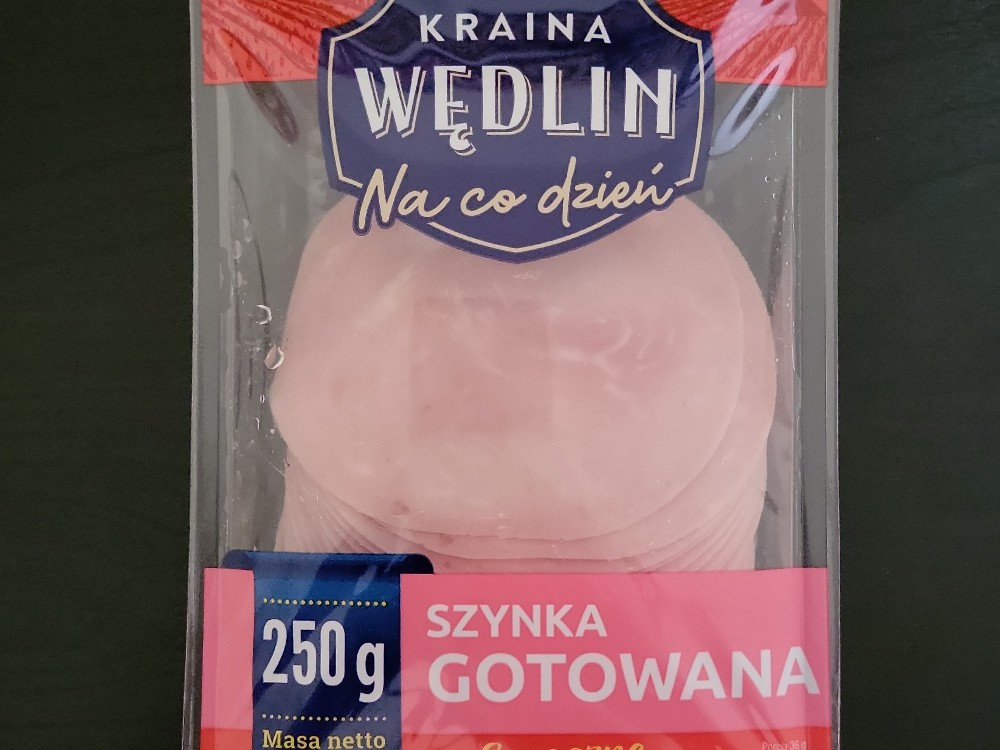 KRAINA
WĘDLIN
Na co dzień
250 g
Masa netto
SZYNKA
GOTOWANA